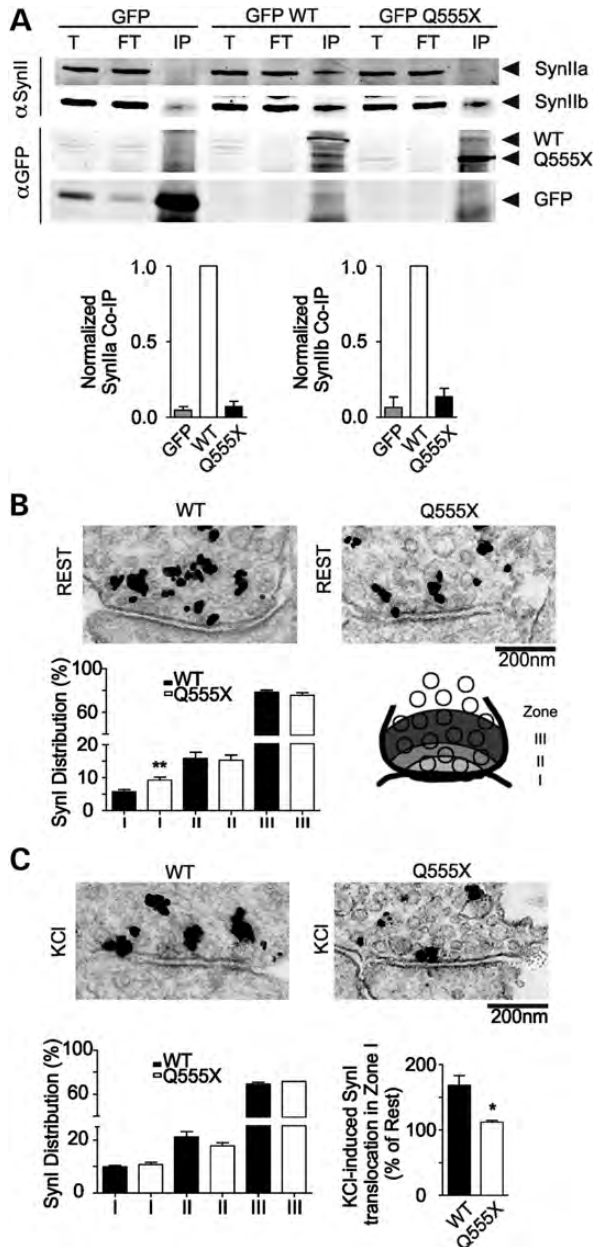 A
GFP GFP WT GFP Q555X
T FT IP T FT IP T FT IP
αSynII
SynIIa
SynIIb
αGFP
WT
Q555X
GFP
Normalized
SynIIa Co-IP
1.0
0.5
0.0
GFP
WT
Q555X
Normalized
SynIIb Co-IP
1.0
0.5
0.0
GFP
WT
Q555X
B
WT Q555X
REST
REST
200nm
SynI Distribution (%)
100
60
20
10
0
WT
Q555X
**
I I II II III III
Zone
III
II
I
C
WT Q555X
KCl
KCl
200nm
SynI Distribution (%)
100
60
20
10
0
WT
Q555X
I I II II III III
KCl-induced SynI
translocation in Zone I
(% of Rest)
200
100
0
*
WT
Q555X